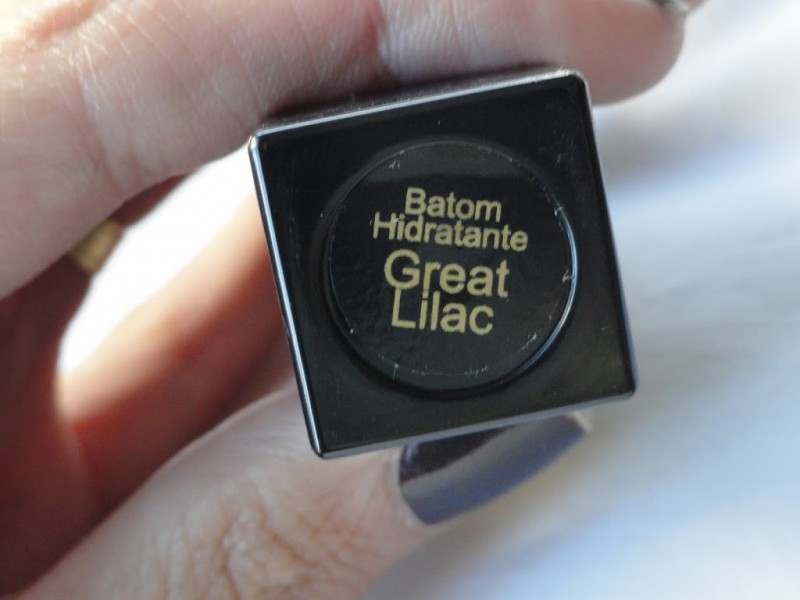 Batom
Hidratante
Great
Lilac